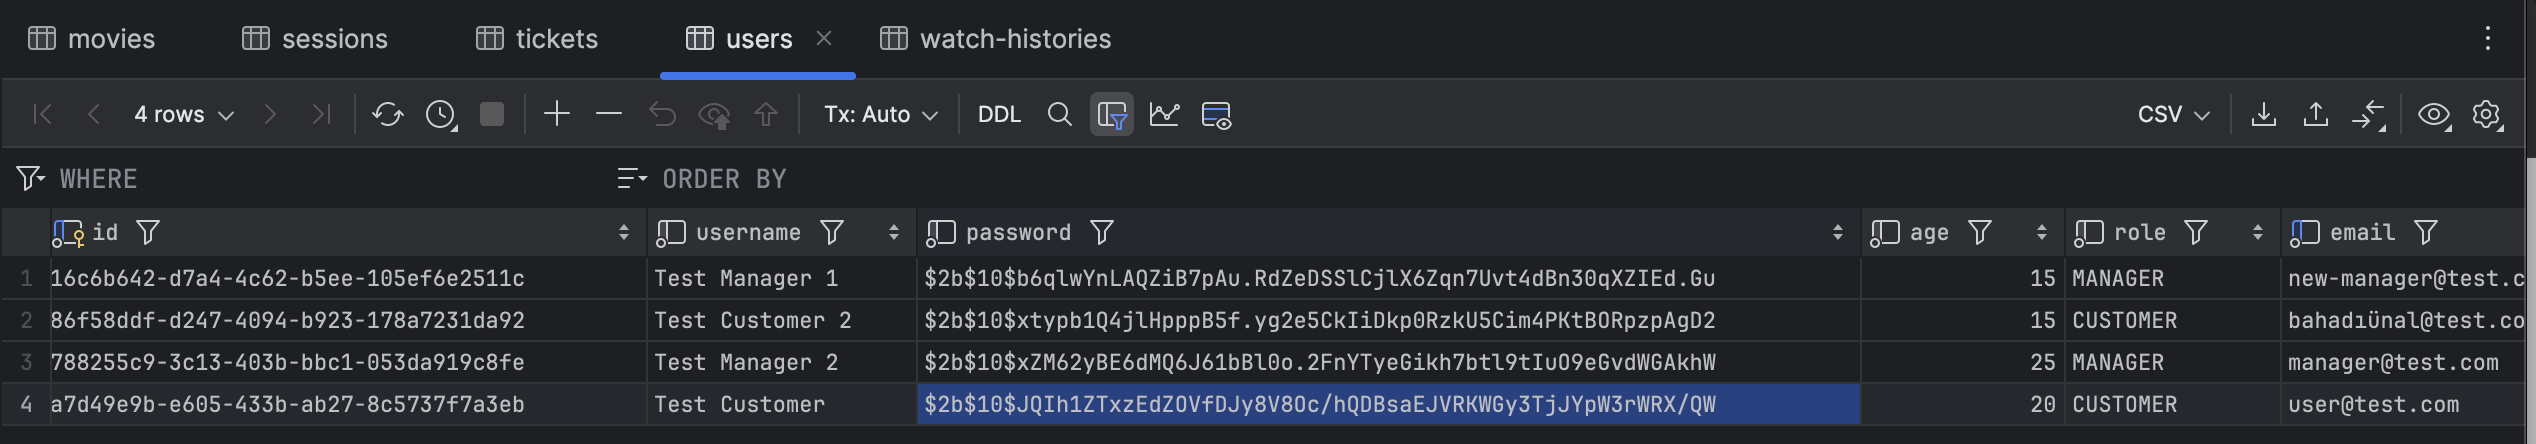 movies sessions tickets users watch-histories
4 rows Tx: Auto DDL CSV
WHERE ORDER BY
id username password age role email
1 16c6b642-d7a4-4c62-b5ee-105ef6e2511c Test Manager 1 $2b$10$b6qlwYnLAQZiB7pAu.RdZeDSSlCjlX6Zqn7Uvt4dBn30qXZIEd.Gu 15 MANAGER new-manager@test.c
2 86f58ddf-d247-4094-b923-178a7231da92 Test Customer 2 $2b$10$xtypb1Q4jlHpppB5f.yg2e5CkIiDkp0RzkU5Cim4PKtBORpzpAgD2 15 CUSTOMER bahadıünal@test.co
3 788255c9-3c13-403b-bbc1-053da919c8fe Test Manager 2 $2b$10$xZM62yBE6dMQ6J61bBl0o.2FnYTyeGikh7btl9tIuO9eGvdWGAkhW 25 MANAGER manager@test.com
4 a7d49e9b-e605-433b-ab27-8c5737f7a3eb Test Customer $2b$10$JQIh1ZTxzEdZOVfDJy8V8Oc/hQDBsaEJVRKWGy3TjJYpW3rWRX/QW 20 CUSTOMER user@test.com